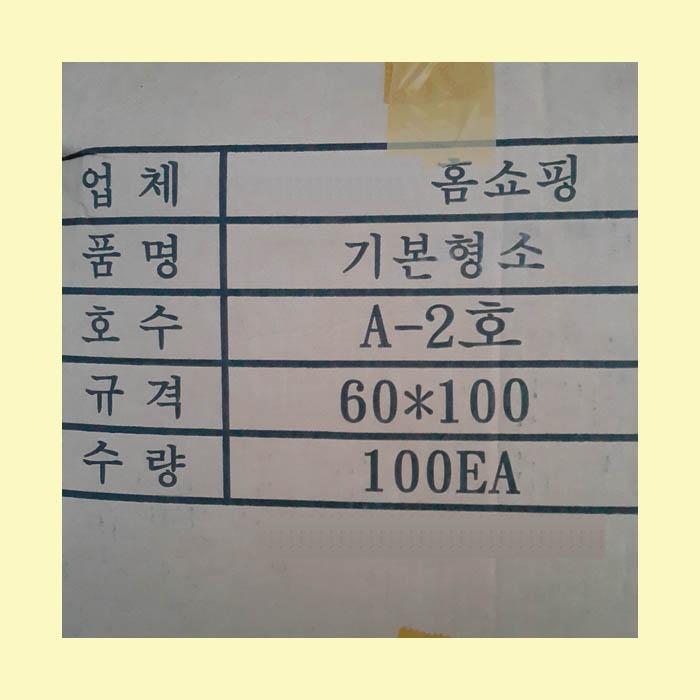 업 체 홈쇼핑
품 명 기본형소
호 수 A-2호
규 격 60*100
수 량 100EA